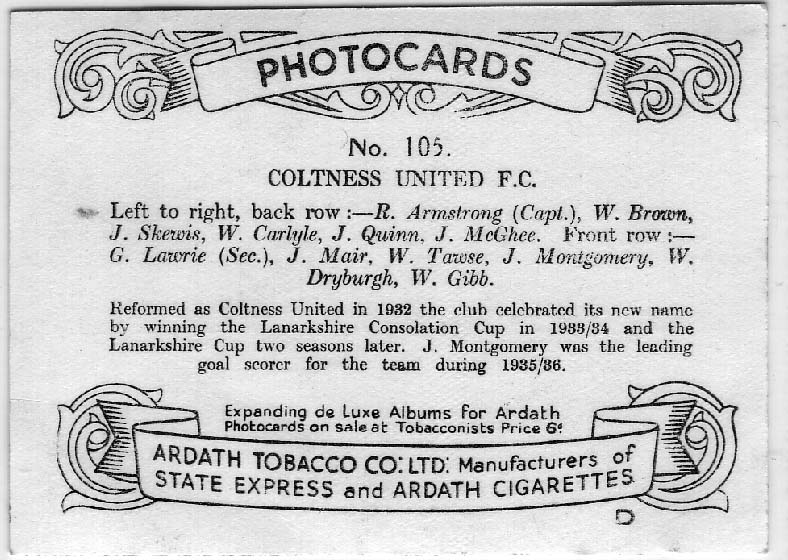 PHOTOCARDS
No. 105.
COLTNESS UNITED F.C.
Left to right, back row :—R. Armstrong (Capt.), W. Brown,
J. Skewis, W. Carlyle, J. Quinn, J. McGhee. Front row :—
G. Lawrie (Sec.), J. Mair, W. Tawse, J. Montgomery, W.
Dryburgh, W. Gibb.
Reformed as Coltness United in 1932 the club celebrated its new name
by winning the Lanarkshire Consolation Cup in 1933/34 and the
Lanarkshire Cup two seasons later. J. Montgomery was the leading
goal scorer for the team during 1935/36.
Expanding de Luxe Albums for Ardath
Photocards on sale at Tobacconists Price 6d
ARDATH TOBACCO CO: LTD: Manufacturers of
STATE EXPRESS and ARDATH CIGARETTES
D